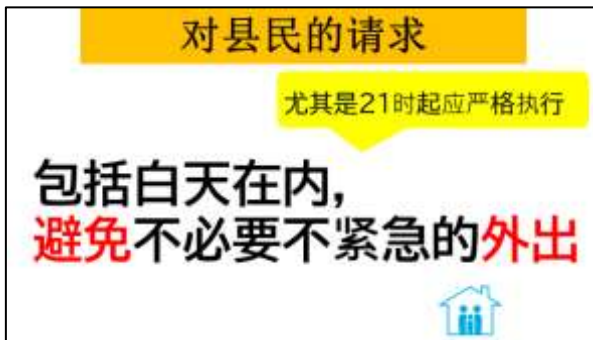 对县民的请求
尤其是21时起应严格执行
包括白天在内，
避免不必要不紧急的外出